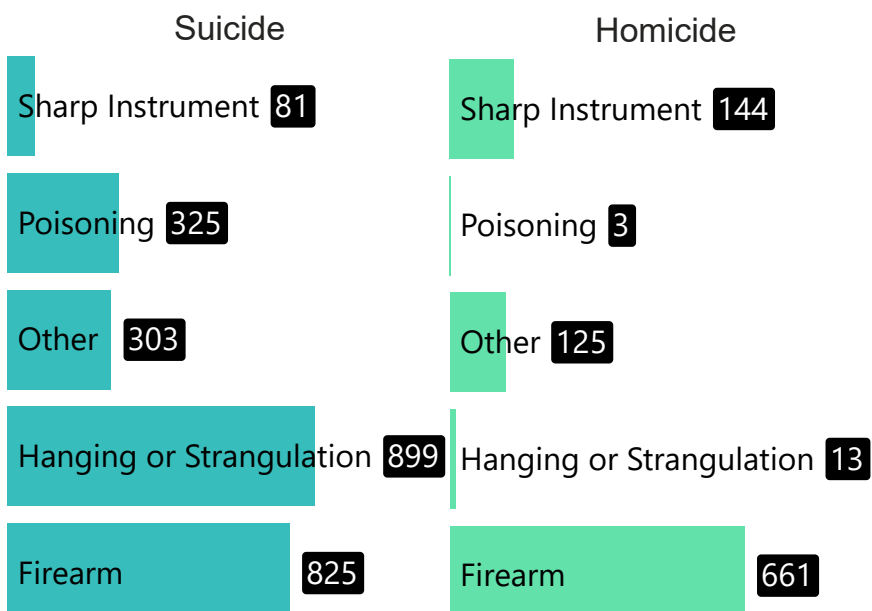 Suicide
Sharp Instrument 81
Poisoning 325
Other 303
Hanging or Strangulation 899
Firearm 825
Homicide
Sharp Instrument 144
Poisoning 3
Other 125
Hanging or Strangulation 13
Firearm 661